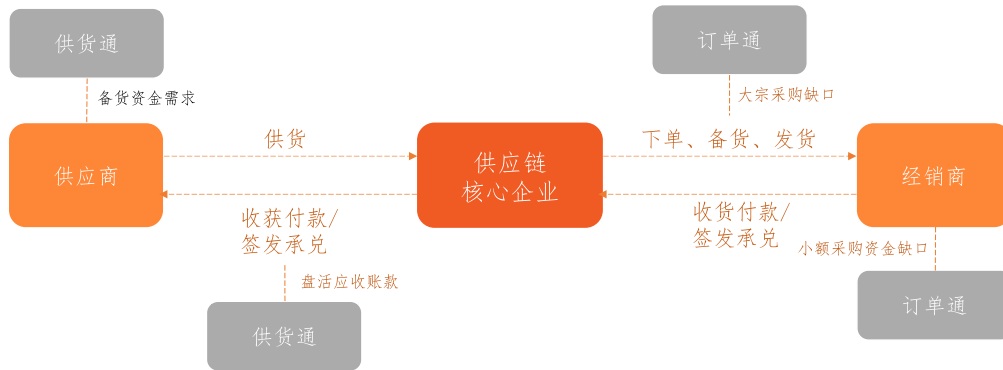 供货通
订单通
备货资金需求
大宗采购缺口
供应商
供货
供应链
核心企业
下单、备货、发货
经销商
收获付款/
签发承兑
收货付款/
签发承兑
小额采购资金缺口
盘活应收账款
供货通
订单通